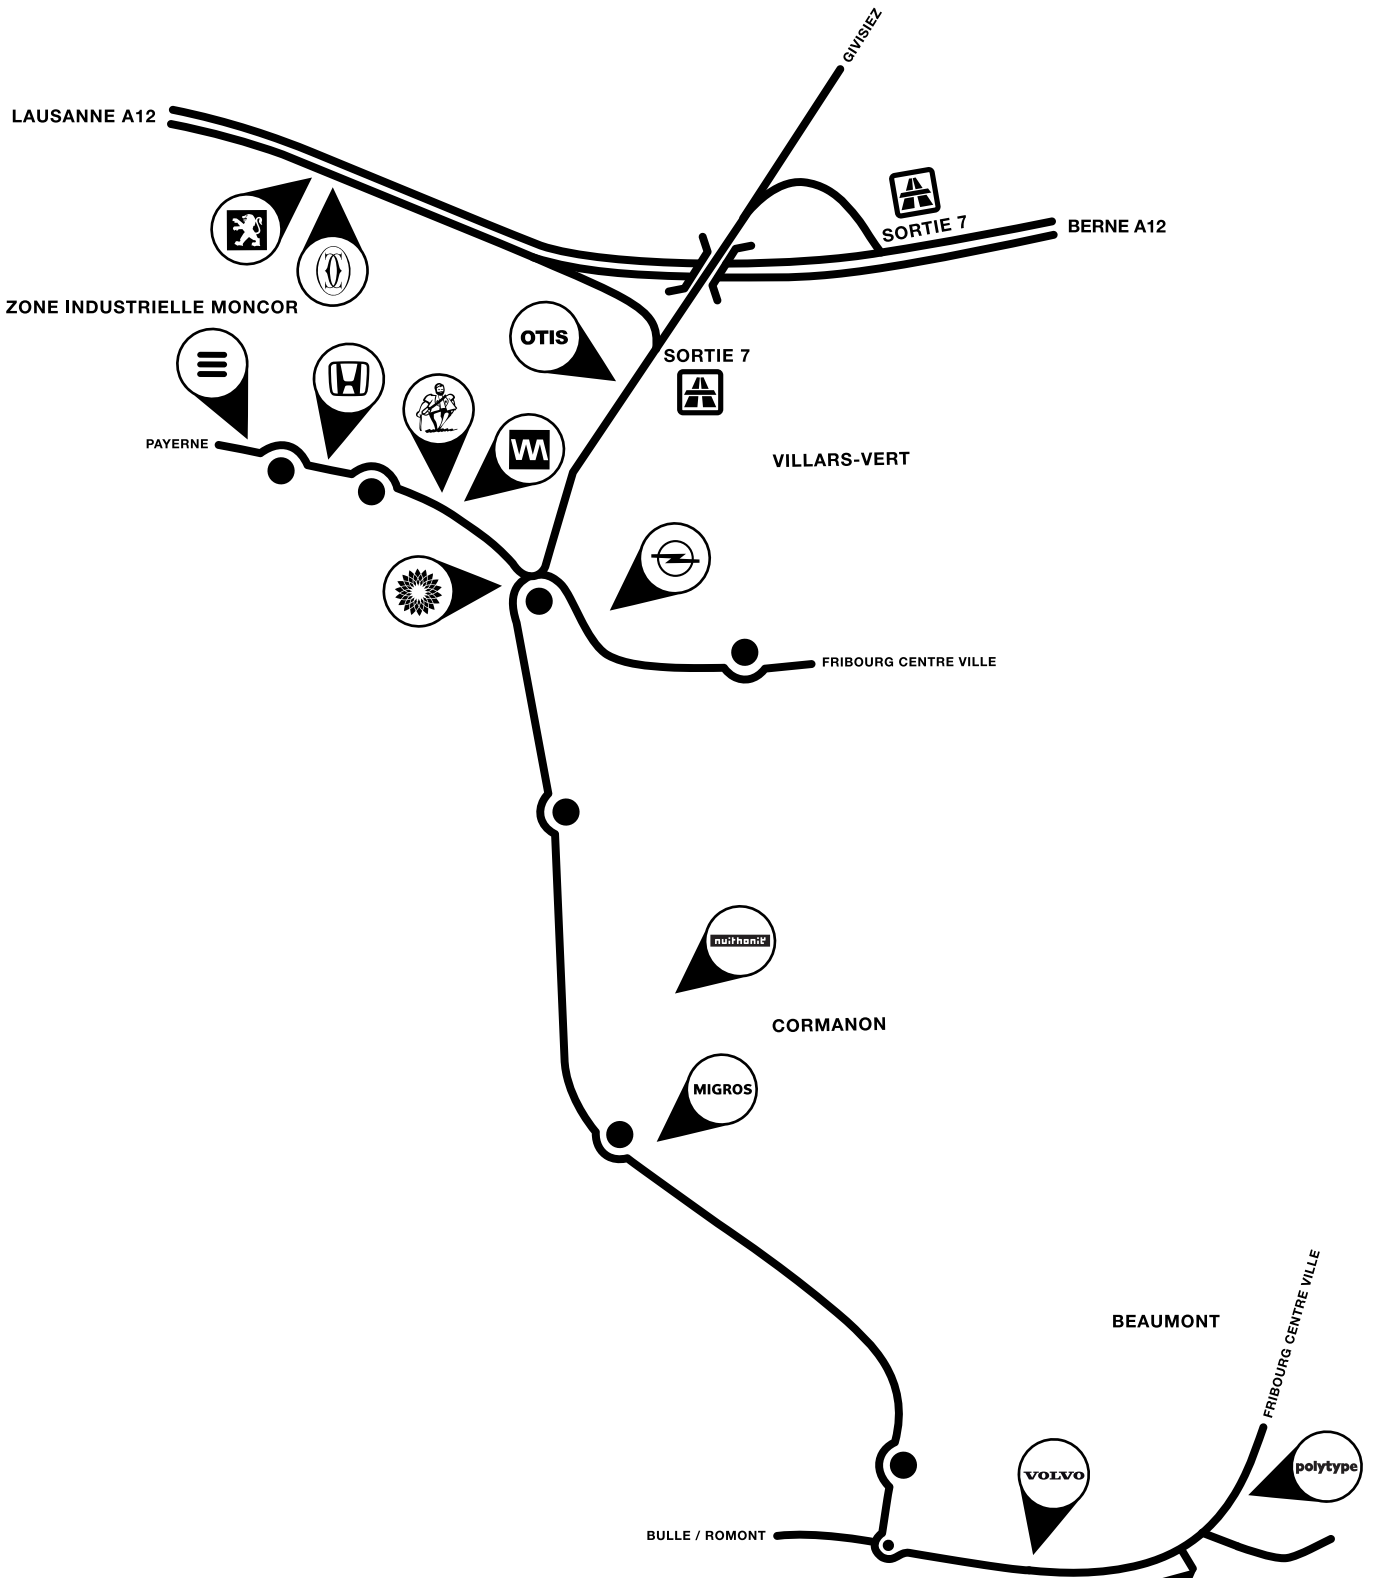 GIVISIEZ
LAUSANNE A12
SORTIE 7
BERNE A12
ZONE INDUSTRIELLE MONCOR
OTIS
SORTIE 7
PAYERNE
VILLARS-VERT
FRIBOURG CENTRE VILLE
nuithonie
CORMANON
MIGROS
BEAUMONT
FRIBOURG CENTRE VILLE
polytype
VOLVO
BULLE / ROMONT